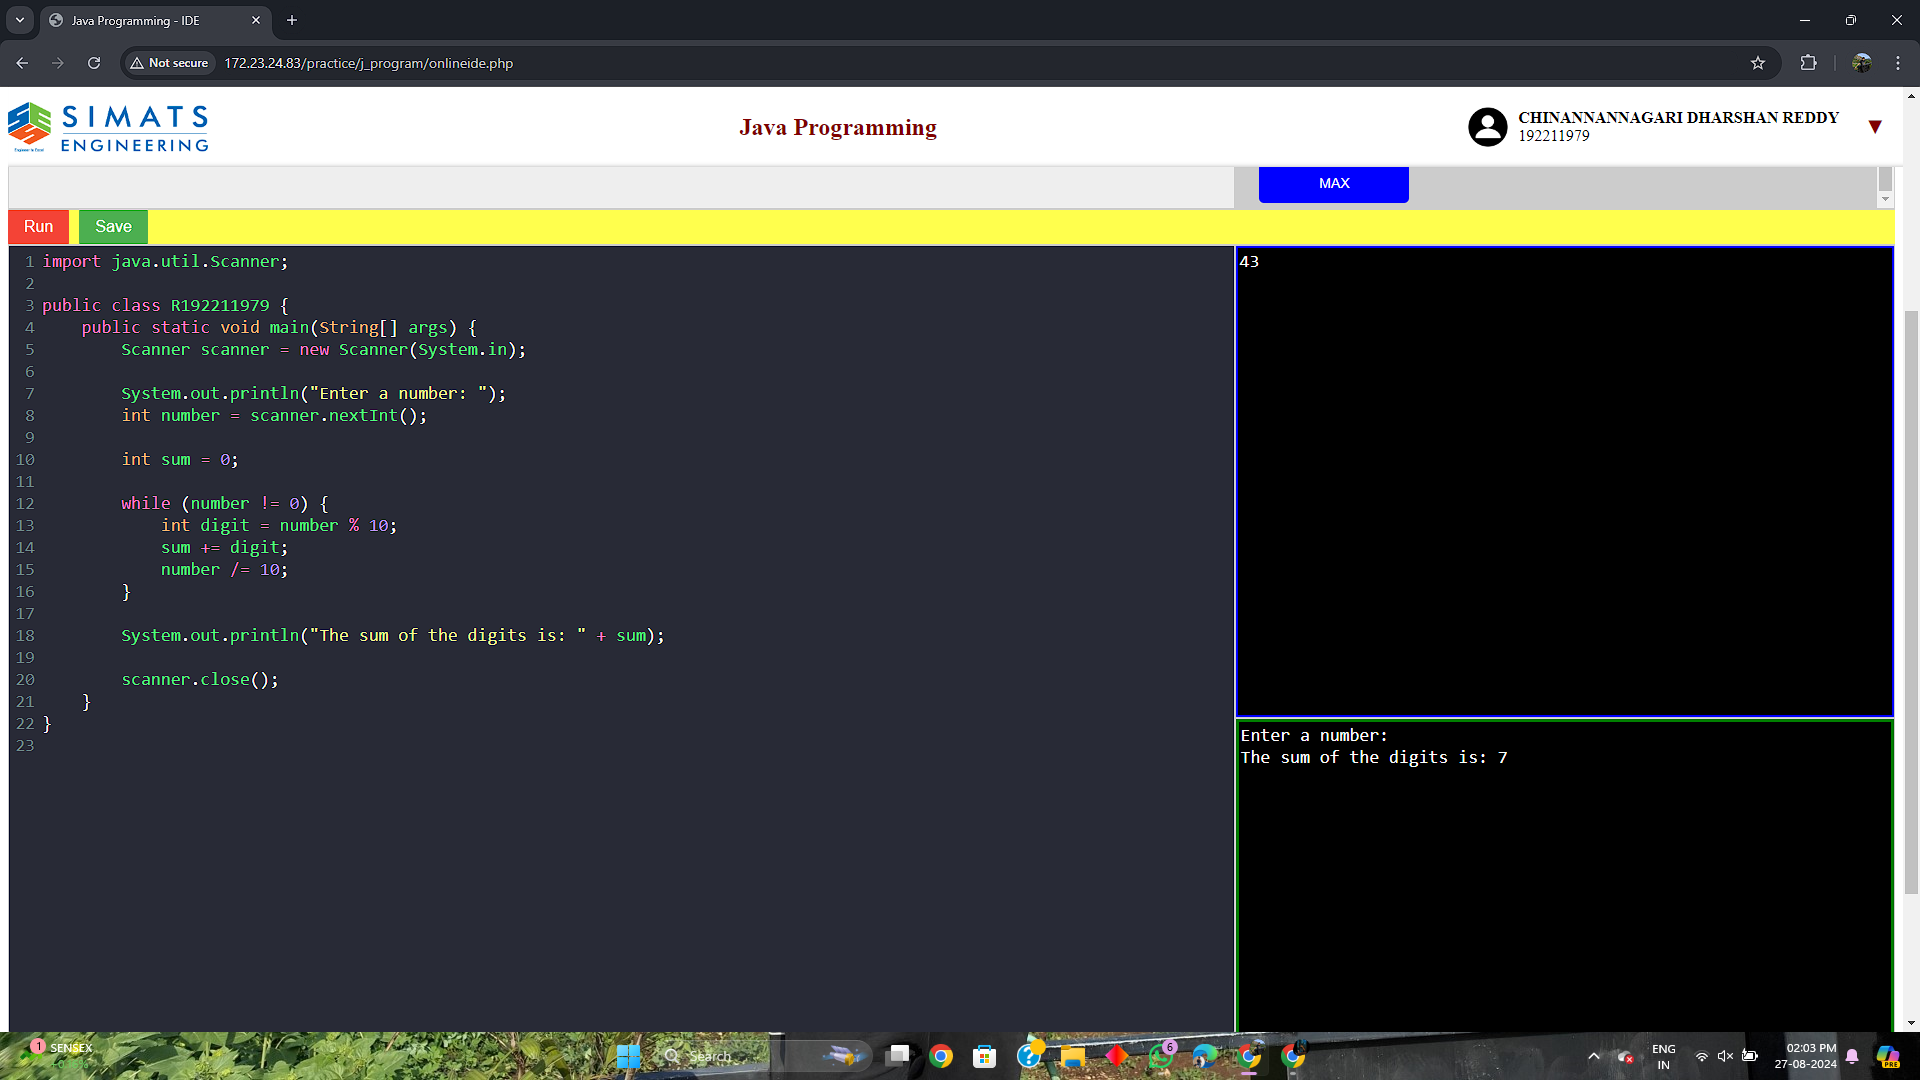 Java Programming - IDE
Not secure
172.23.24.83/practice/j_program/onlineide.php
SIMATS
ENGINEERING
Java Programming
CHINANNANNAGARI DHARSHAN REDDY
192211979
MAX
Run
Save
1 import java.util.Scanner;
2
3 public class R192211979 {
4 public static void main(String[] args) {
5 Scanner scanner = new Scanner(System.in);
6
7 System.out.println("Enter a number: ");
8 int number = scanner.nextInt();
9
10 int sum = 0;
11
12 while (number != 0) {
13 int digit = number % 10;
14 sum += digit;
15 number /= 10;
16 }
17
18 System.out.println("The sum of the digits is: " + sum);
19
20 scanner.close();
21 }
22 }
23
43
Enter a number:
The sum of the digits is: 7
1
SENSEX
Search
6
ENG
IN
02:03 PM
27-08-2024
PRE